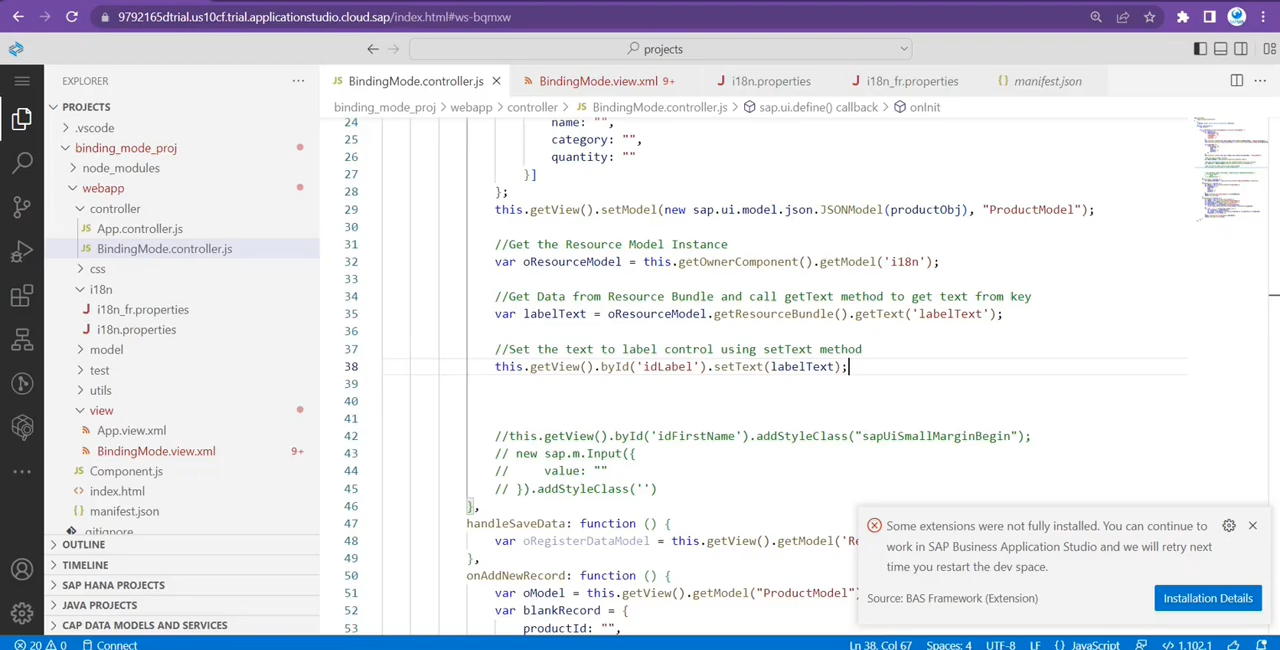 9792165dtrial.us10cf.trial.applicationstudio.cloud.sap/index.html#ws-bqmxw
projects
EXPLORER
PROJECTS
.vscode
binding_mode_proj
node_modules
webapp
controller
App.controller.js
BindingMode.controller.js
css
i18n
i18n_fr.properties
i18n.properties
model
test
utils
view
App.view.xml
BindingMode.view.xml 9+
Component.js
index.html
manifest.json
.gitignore
OUTLINE
TIMELINE
SAP HANA PROJECTS
JAVA PROJECTS
CAP DATA MODELS AND SERVICES
JS BindingMode.controller.js
BindingMode.view.xml 9+
J i18n.properties
J i18n_fr.properties
{} manifest.json
binding_mode_proj > webapp > controller > JS BindingMode.controller.js > sap.ui.define() callback > onInit
24 name: "",
25 category: "",
26 quantity: ""
27 }]
28 };
29 this.getView().setModel(new sap.ui.model.json.JSONModel(productObj), "ProductModel");
30
31 //Get the Resource Model Instance
32 var oResourceModel = this.getOwnerComponent().getModel('i18n');
33
34 //Get Data from Resource Bundle and call getText method to get text from key
35 var labelText = oResourceModel.getResourceBundle().getText('labelText');
36
37 //Set the text to label control using setText method
38 this.getView().byId('idLabel').setText(labelText);
39
40
41
42 //this.getView().byId('idFirstName').addStyleClass("sapUiSmallMarginBegin");
43 // new sap.m.Input({
44 // value: ""
45 // }).addStyleClass('')
46 },
47 handleSaveData: function () {
48 var oRegisterDataModel = this.getView().getModel('Re
49 },
50 onAddNewRecord: function () {
51 var oModel = this.getView().getModel("ProductModel")
52 var blankRecord = {
53 productId: "",
Some extensions were not fully installed. You can continue to
work in SAP Business Application Studio and we will retry next
time you restart the dev space.
Source: BAS Framework (Extension)
Installation Details
20 0 Connect
Ln 38, Col 67 Spaces: 4 UTF-8 LF {} JavaScript 1.102.1